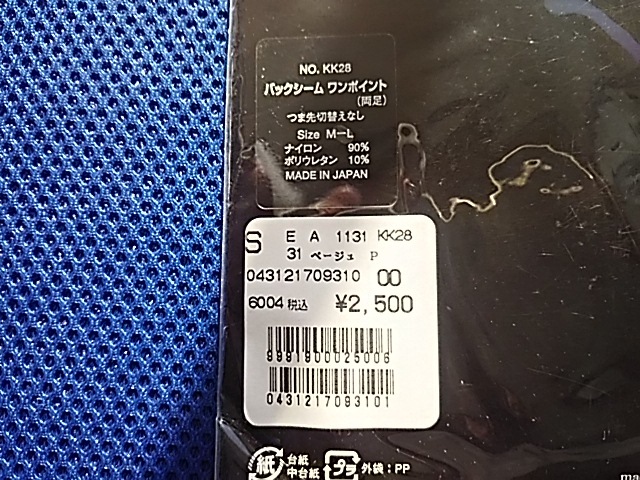 NO. KK28
バックシーム ワンポイント
(両足)
つま先切替えなし
Size M-L
ナイロン 90%
ポリウレタン 10%
MADE IN JAPAN
S E A 1131 KK28
31 ベージュ P
043121709310 00
6004 税込 ¥2,500
9991900025006
0431217093101
紙 台紙
中台紙 プラ 外袋:PP
ma